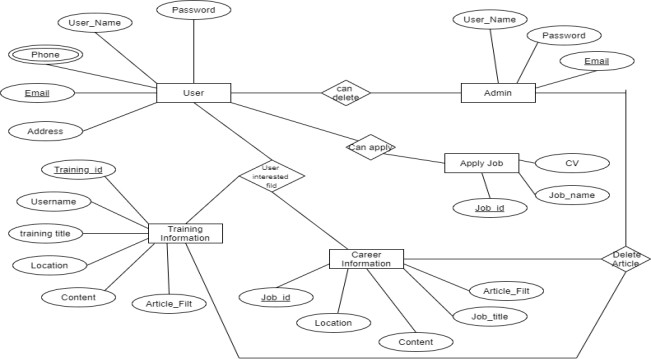 Password
User_Name
User_Name
Password
Phone
Email
Email
User
can
delete
Admin
Address
Can apply
Apply Job
CV
Training_id
User
interested
fild
Job_name
Username
Job_id
training title
Training
Information
Location
Career
Information
Delete
Article
Content
Article_Filt
Job_id
Article_Filt
Location
Job_title
Content